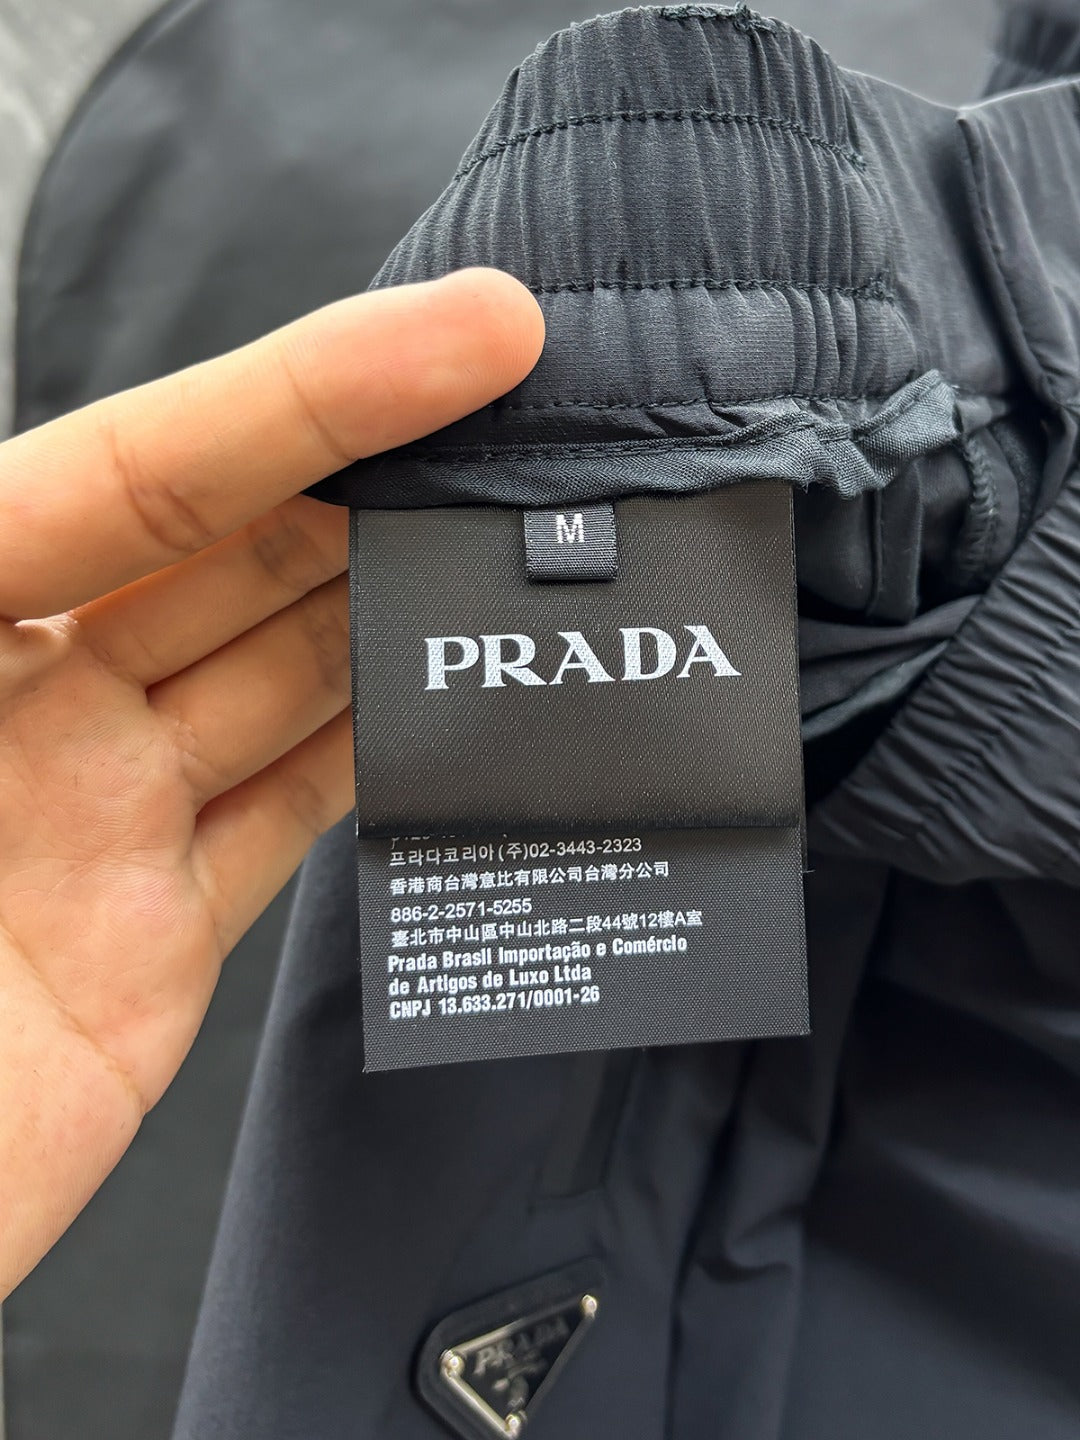 M
PRADA
프라다코리아(주)02-3443-2323
香港商台灣意比有限公司台灣分公司
886-2-2571-5255
臺北市中山區中山北路二段44號12樓A室
Prada Brasil Importação e Comércio
de Artigos de Luxo Ltda
CNPJ 13.633.271/0001-26
PRADA